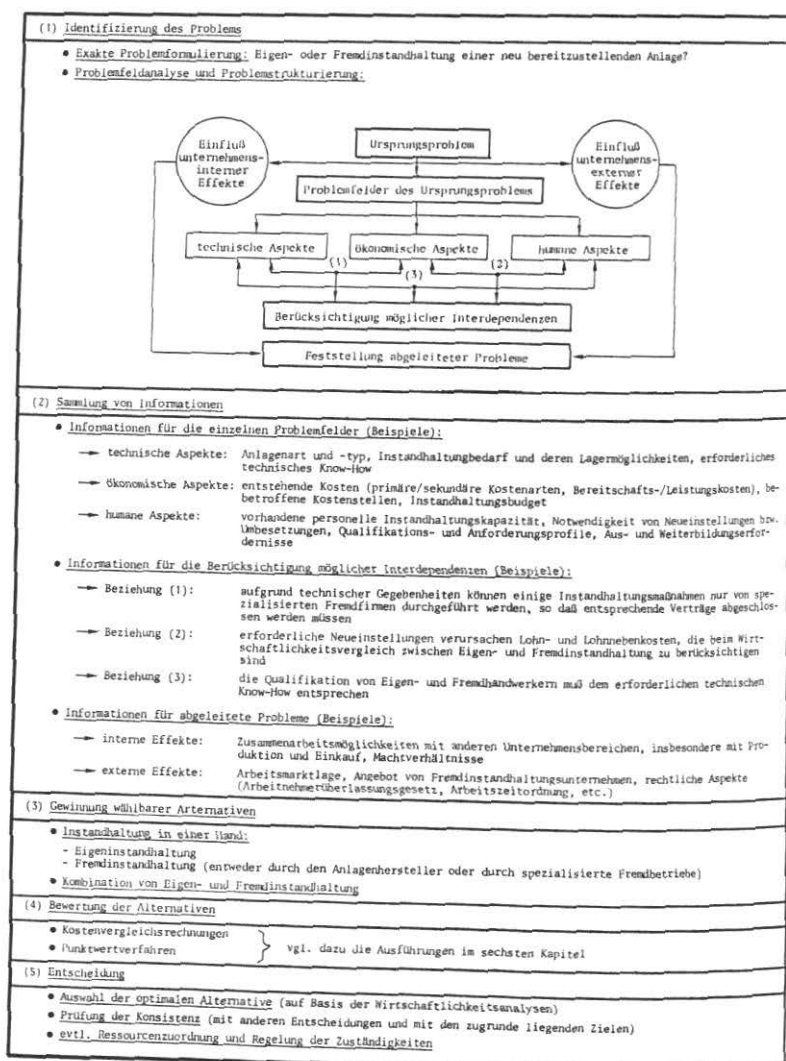 (1) Identifizierung des Problems
● Exakte Problemformulierung: Eigen- oder Fremdinstandhaltung einer neu bereitzustellenden Anlage?
● Problemfeldanalyse und Problemstrukturierung:
Einfluß
unternehmens-
interner
Effekte
Ursprungsproblem
Einfluß
unternehmens-
externer
Effekte
Problemfelder des Ursprungsproblems
technische Aspekte
ökonomische Aspekte
humane Aspekte
(1)
(2)
(3)
Berücksichtigung möglicher Interdependenzen
Feststellung abgeleiteter Probleme
(2) Sammlung von Informationen
● Informationen für die einzelnen Problemfelder (Beispiele):
→ technische Aspekte: Anlagenart und -typ, Instandhaltungbedarf und deren Lagermöglichkeiten, erforderliches
technisches Know-How
→ ökonomische Aspekte: entstehende Kosten (primäre/sekundäre Kostenarten, Bereitschafts-/Leistungskosten), be-
betroffene Kostenstellen, Instandhaltungsbudget
→ humane Aspekte: vorhandene personelle Instandhaltungskapazität, Notwendigkeit von Neueinstellungen bzw.
Umbesetzungen, Qualifikations- und Anforderungsprofile, Aus- und Weiterbildungserfor-
dernisse
● Informationen für die Berücksichtigung möglicher Interdependenzen (Beispiele):
→ Beziehung (1): aufgrund technischer Gegebenheiten können einige Instandhaltungsmaßnahmen nur von spe-
zialisierten Fremdfirmen durchgeführt werden, so daß entsprechende Verträge abgeschlos-
sen werden müssen
→ Beziehung (2): erforderliche Neueinstellungen verursachen Lohn- und Lohnnebenkosten, die beim Wirt-
schaftlichkeitsvergleich zwischen Eigen- und Fremdinstandhaltung zu berücksichtigen
sind
→ Beziehung (3): die Qualifikation von Eigen- und Fremdhandwerkern muß dem erforderlichen technischen
Know-How entsprechen
● Informationen für abgeleitete Probleme (Beispiele):
→ interne Effekte: Zusammenarbeitsmöglichkeiten mit anderen Unternehmensbereichen, insbesondere mit Pro-
duktion und Einkauf, Machtverhältnisse
→ externe Effekte: Arbeitsmarktlage, Angebot von Fremdinstandhaltungsunternehmen, rechtliche Aspekte
(Arbeitnehmerüberlassungsgesetz, Arbeitszeitordnung, etc.)
(3) Gewinnung wählbarer Arternativen
● Instandhaltung in einer Hand:
- Eigeninstandhaltung
- Fremdinstandhaltung (entweder durch den Anlagenhersteller oder durch spezialisierte Fremdbetriebe)
● Kombination von Eigen- und Fremdinstandhaltung
(4) Bewertung der Alternativen
● Kostenvergleichsrechnungen
● Punktwertverfahren
vgl. dazu die Ausführungen im sechsten Kapitel
(5) Entscheidung
● Auswahl der optimalen Alternative (auf Basis der Wirtschaftlichkeitsanalysen)
● Prüfung der Konsistenz (mit anderen Entscheidungen und mit den zugrunde liegenden Zielen)
● evtl. Ressourcenzuordnung und Regelung der Zuständigkeiten